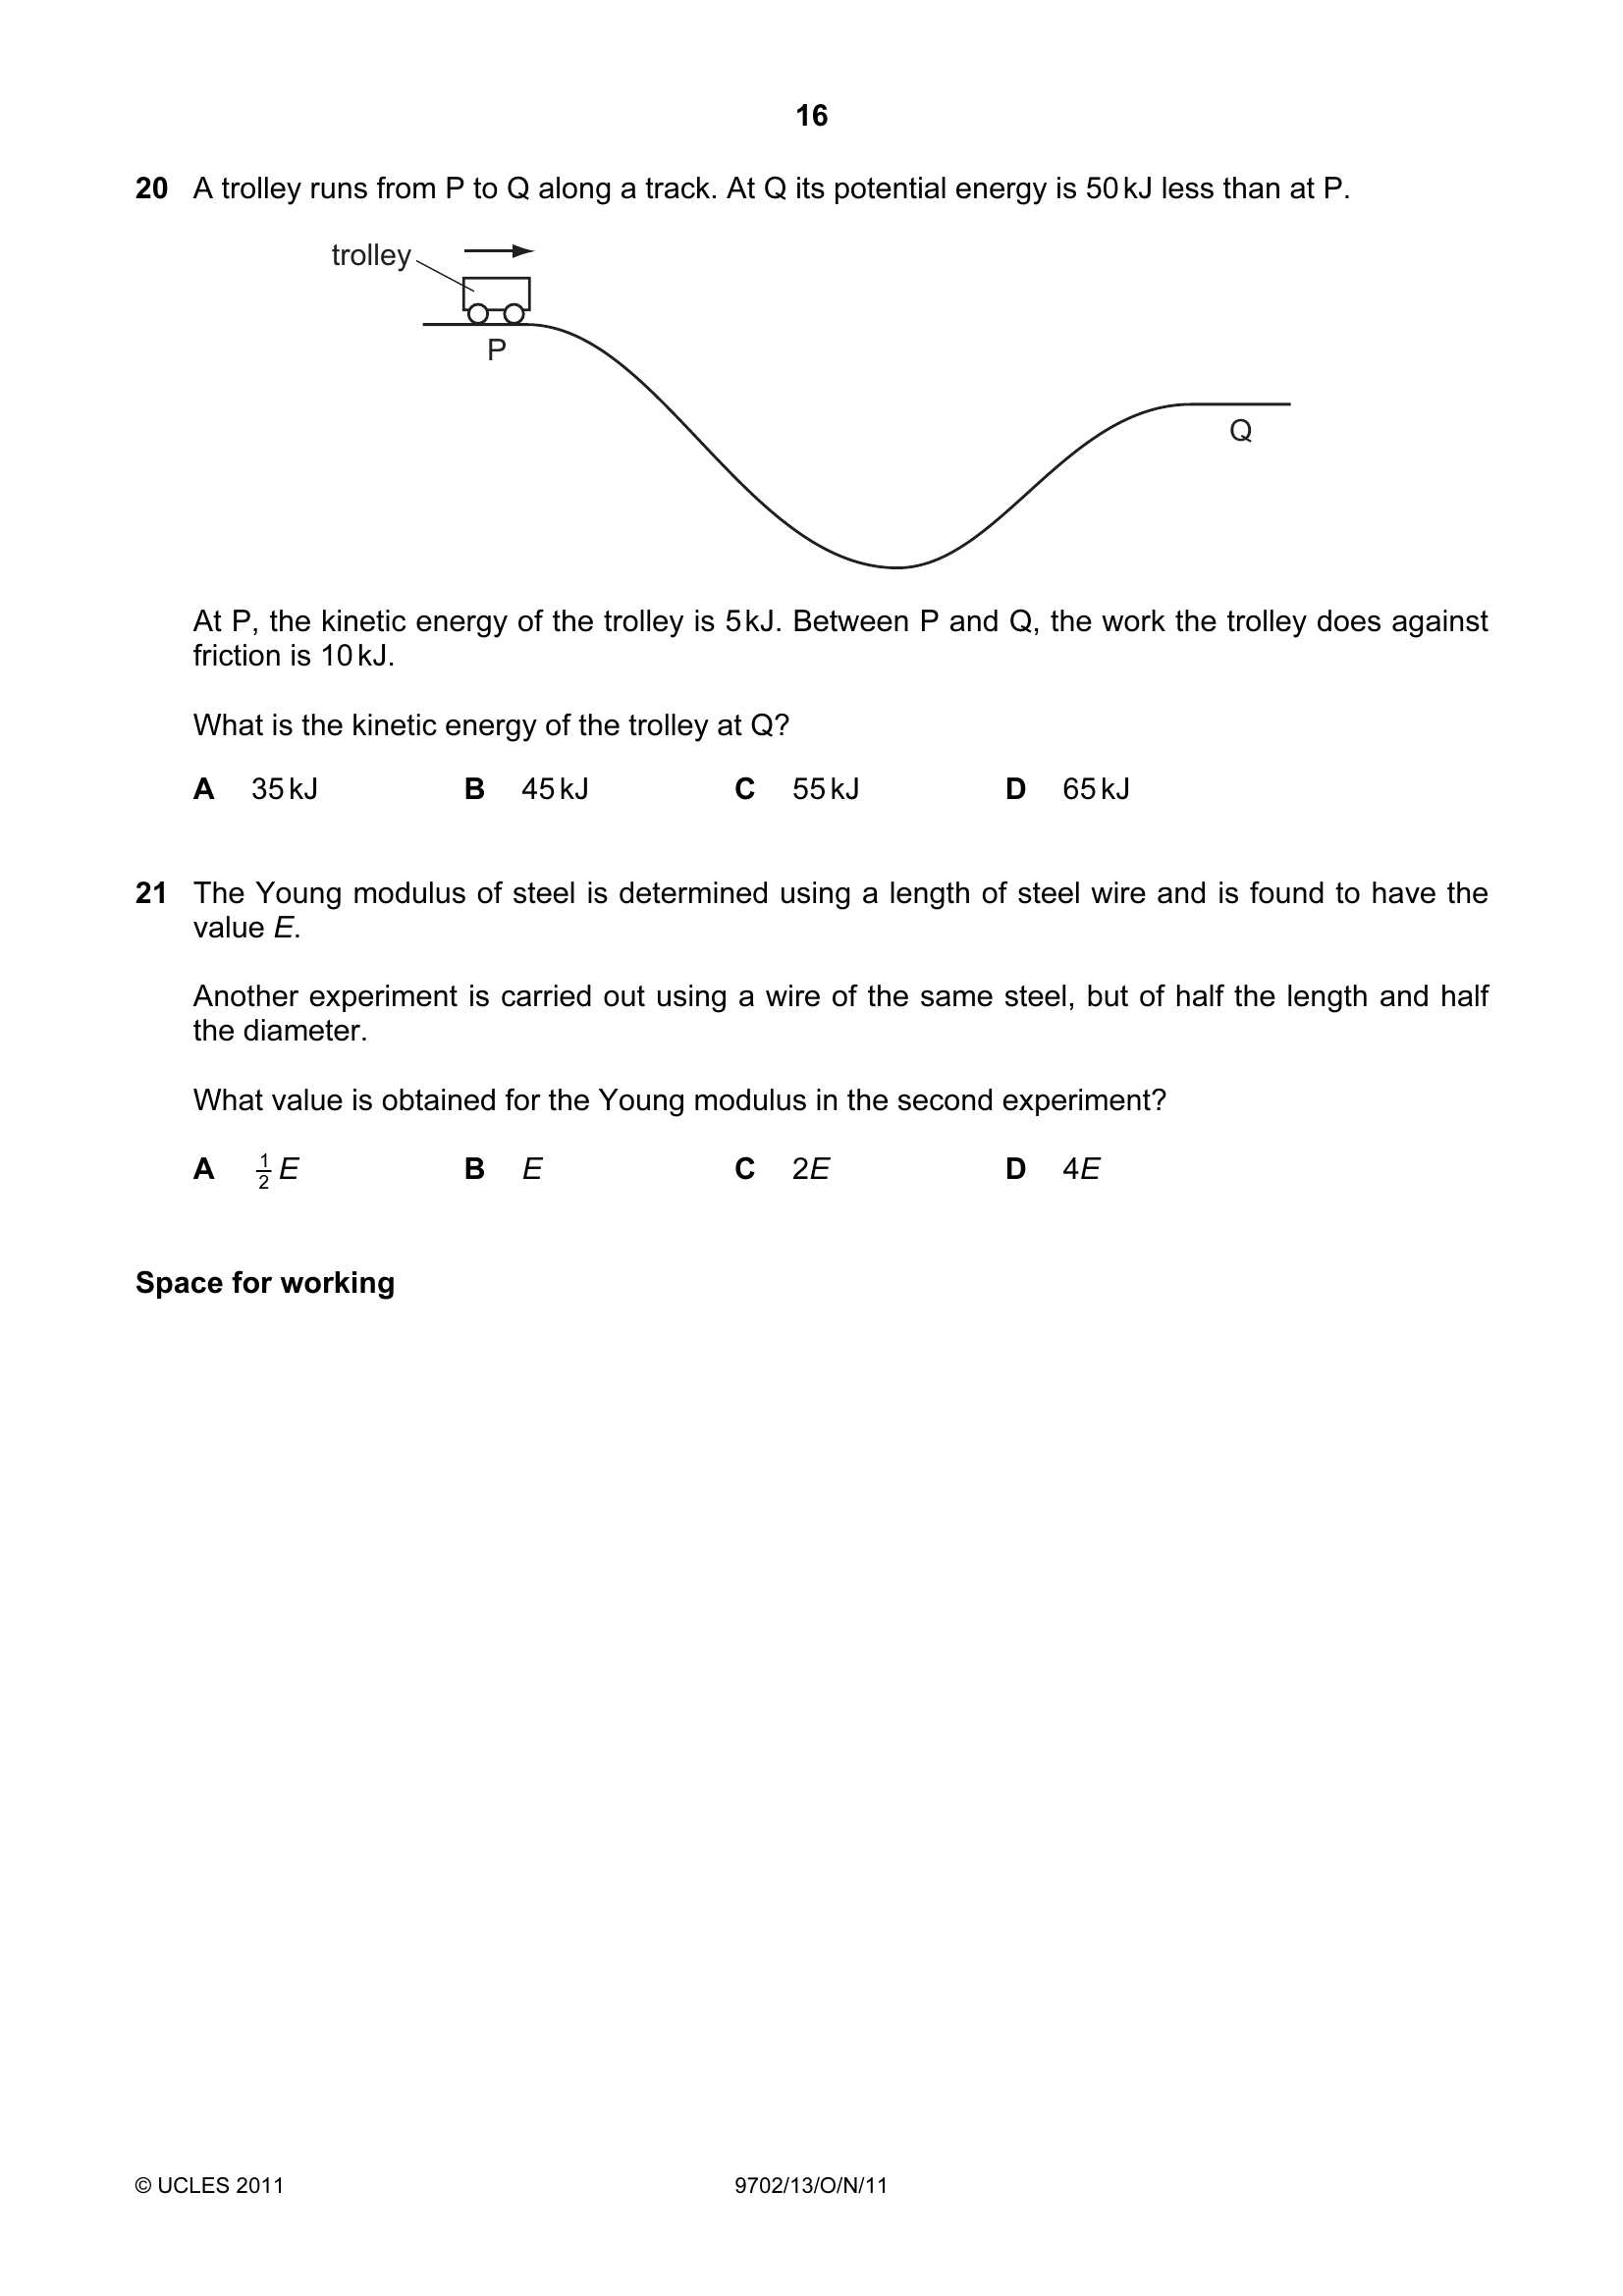 16
20 A trolley runs from P to Q along a track. At Q its potential energy is 50 kJ less than at P.
trolley
P
Q
At P, the kinetic energy of the trolley is 5 kJ. Between P and Q, the work the trolley does against
friction is 10 kJ.
What is the kinetic energy of the trolley at Q?
A 35 kJ B 45 kJ C 55 kJ D 65 kJ
21 The Young modulus of steel is determined using a length of steel wire and is found to have the
value E.
Another experiment is carried out using a wire of the same steel, but of half the length and half
the diameter.
What value is obtained for the Young modulus in the second experiment?
A 1/2 E B E C 2E D 4E
Space for working
© UCLES 2011 9702/13/O/N/11